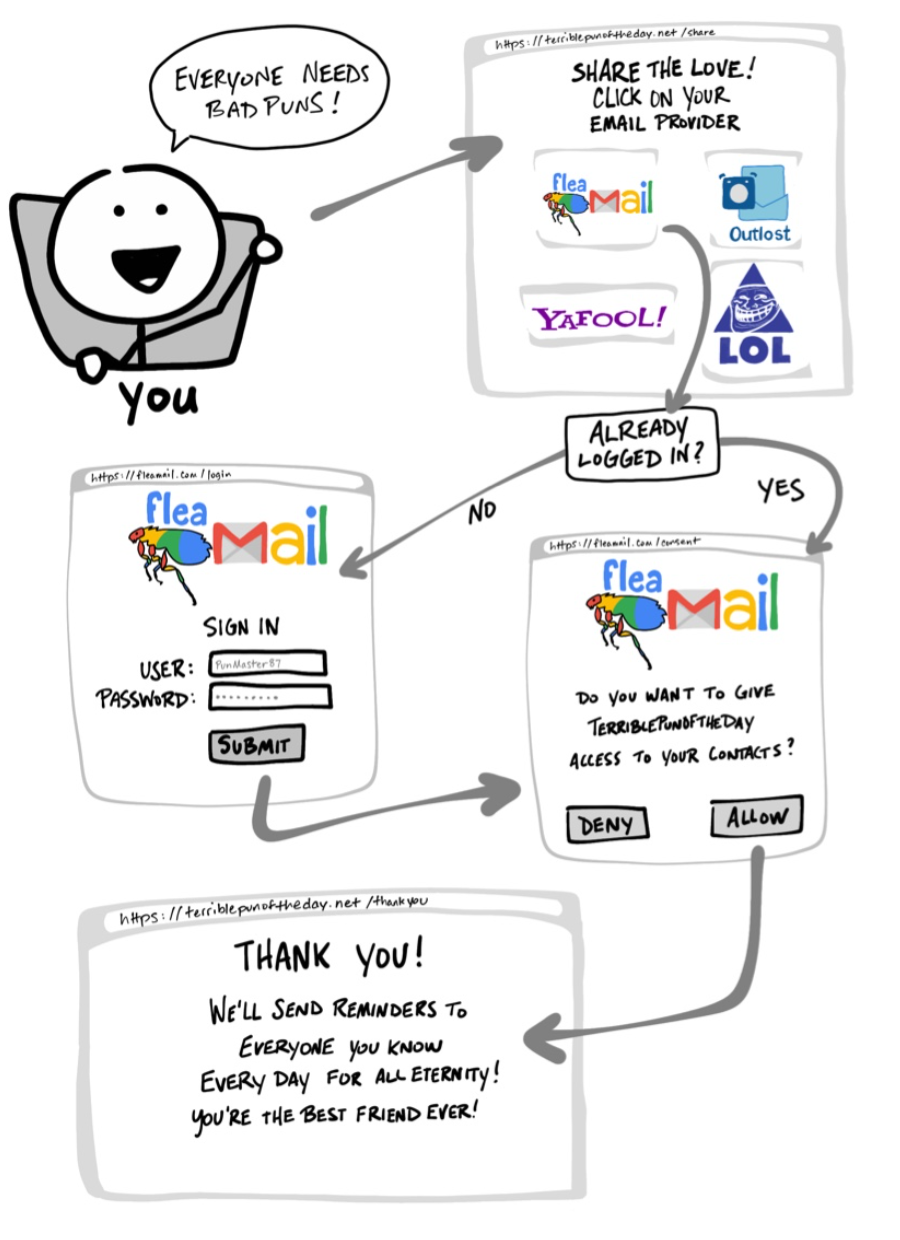 EVERYONE NEEDS
BAD PUNS!
YOU
https://terriblepunoftheday.net/share
SHARE THE LOVE!
CLICK ON YOUR
EMAIL PROVIDER
flea
Mail
Outlost
YAFOOL!
LOL
ALREADY
LOGGED IN?
NO
YES
https://fleamail.com/login
flea
Mail
SIGN IN
USER: PunMaster87
PASSWORD: •••••••••
SUBMIT
https://fleamail.com/consent
flea
Mail
DO YOU WANT TO GIVE
TERRIBLEPUNOFTHEDAY
ACCESS TO YOUR CONTACTS?
DENY
ALLOW
https://terriblepunoftheday.net/thankyou
THANK YOU!
WE'LL SEND REMINDERS TO
EVERYONE YOU KNOW
EVERY DAY FOR ALL ETERNITY!
YOU'RE THE BEST FRIEND EVER!